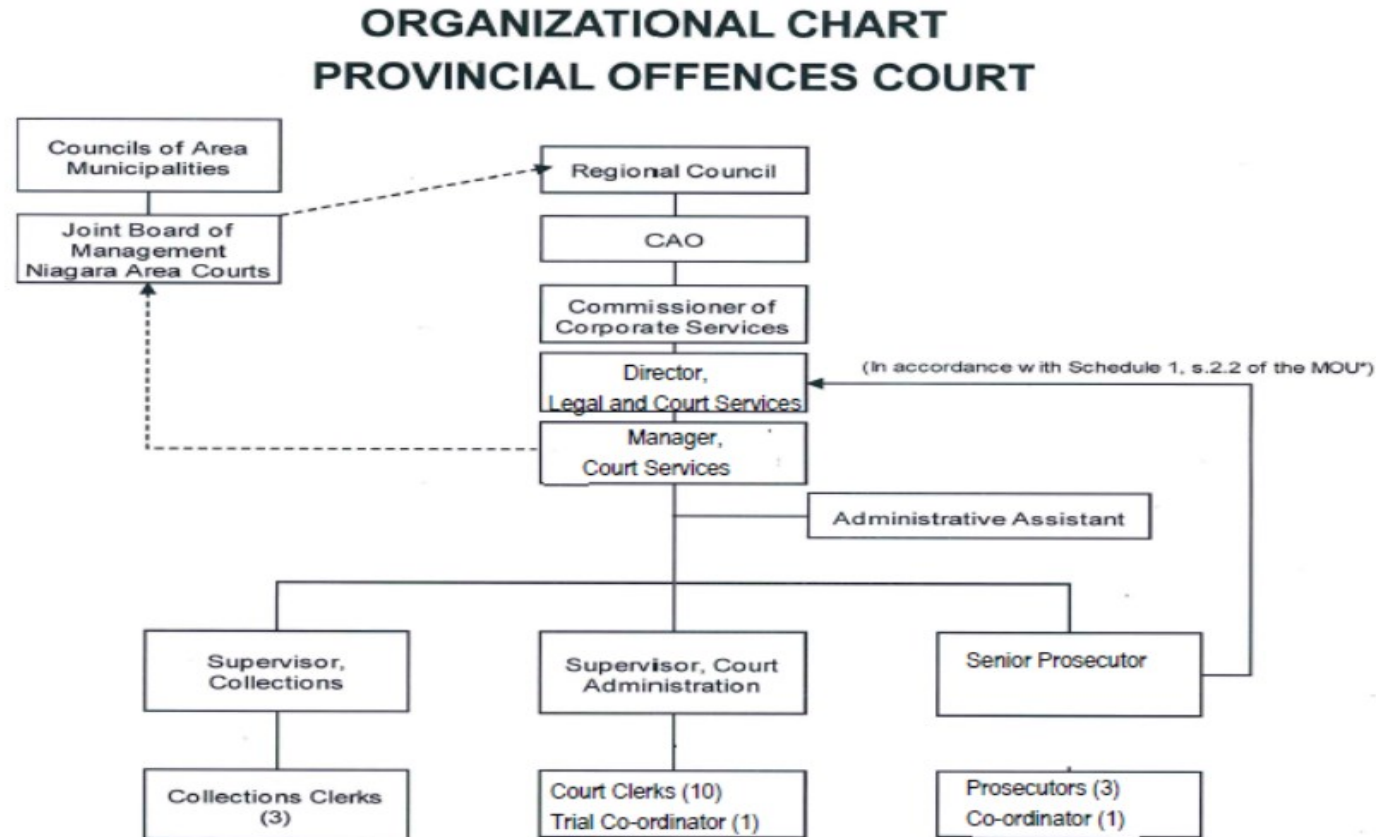 ORGANIZATIONAL CHART
PROVINCIAL OFFENCES COURT
Councils of Area
Municipalities
Joint Board of
Management
Niagara Area Courts
Regional Council
CAO
Commissioner of
Corporate Services
Director,
Legal and Court Services
(In accordance with Schedule 1, s.2.2 of the MOU*)
Manager,
Court Services
Administrative Assistant
Supervisor,
Collections
Supervisor, Court
Administration
Senior Prosecutor
Collections Clerks
(3)
Court Clerks (10)
Trial Co-ordinator (1)
Prosecutors (3)
Co-ordinator (1)